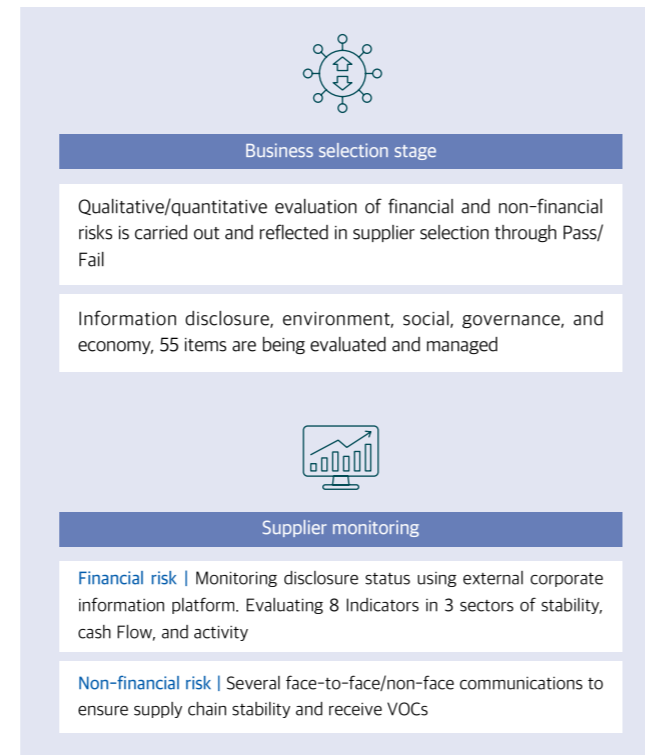 Business selection stage
Qualitative/quantitative evaluation of financial and non-financial
risks is carried out and reflected in supplier selection through Pass/
Fail
Information disclosure, environment, social, governance, and
economy, 55 items are being evaluated and managed
Supplier monitoring
Financial risk | Monitoring disclosure status using external corporate
information platform. Evaluating 8 Indicators in 3 sectors of stability,
cash Flow, and activity
Non-financial risk | Several face-to-face/non-face communications to
ensure supply chain stability and receive VOCs